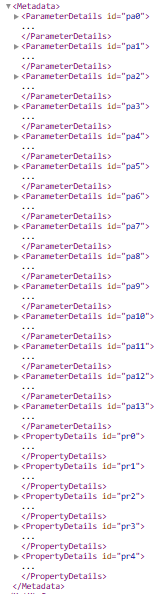 <Metadata>
<ParameterDetails id="pa0">
...
</ParameterDetails>
<ParameterDetails id="pa1">
...
</ParameterDetails>
<ParameterDetails id="pa2">
...
</ParameterDetails>
<ParameterDetails id="pa3">
...
</ParameterDetails>
<ParameterDetails id="pa4">
...
</ParameterDetails>
<ParameterDetails id="pa5">
...
</ParameterDetails>
<ParameterDetails id="pa6">
...
</ParameterDetails>
<ParameterDetails id="pa7">
...
</ParameterDetails>
<ParameterDetails id="pa8">
...
</ParameterDetails>
<ParameterDetails id="pa9">
...
</ParameterDetails>
<ParameterDetails id="pa10">
...
</ParameterDetails>
<ParameterDetails id="pa11">
...
</ParameterDetails>
<ParameterDetails id="pa12">
...
</ParameterDetails>
<ParameterDetails id="pa13">
...
</ParameterDetails>
<PropertyDetails id="pr0">
...
</PropertyDetails>
<PropertyDetails id="pr1">
...
</PropertyDetails>
<PropertyDetails id="pr2">
...
</PropertyDetails>
<PropertyDetails id="pr3">
...
</PropertyDetails>
<PropertyDetails id="pr4">
...
</PropertyDetails>
</Metadata>